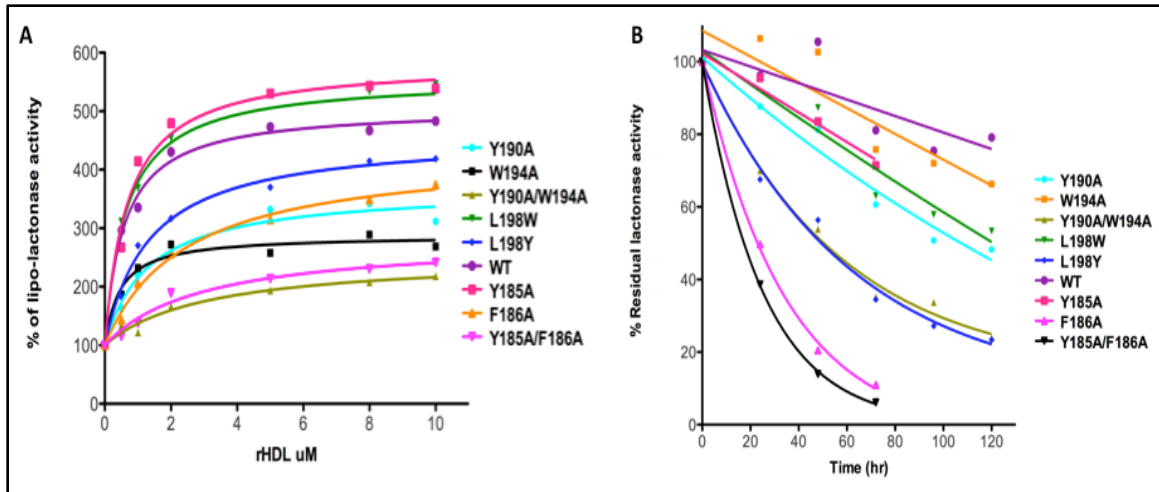 A
% of lipo-lactonase activity
600
500
400
300
200
100
0
0 2 4 6 8 10
rHDL uM
Y190A
W194A
Y190A/W194A
L198W
L198Y
WT
Y185A
F186A
Y185A/F186A
B
% Residual lactonase activity
100
80
60
40
20
0
0 20 40 60 80 100 120
Time (hr)
Y190A
W194A
Y190A/W194A
L198W
L198Y
WT
Y185A
F186A
Y185A/F186A